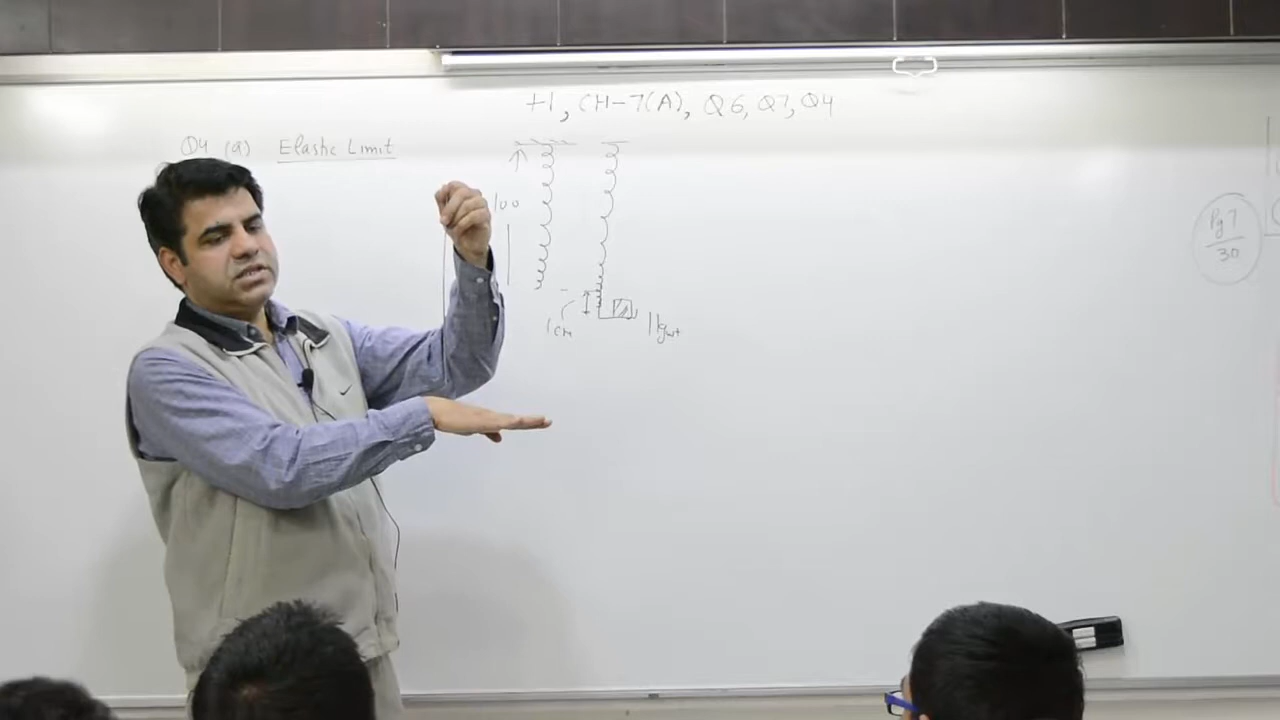 +1, CH-7(A), Q6, Q7, Q4
Q4 (a) Elastic Limit
100
1cm
1kgwt
Pg 7
30